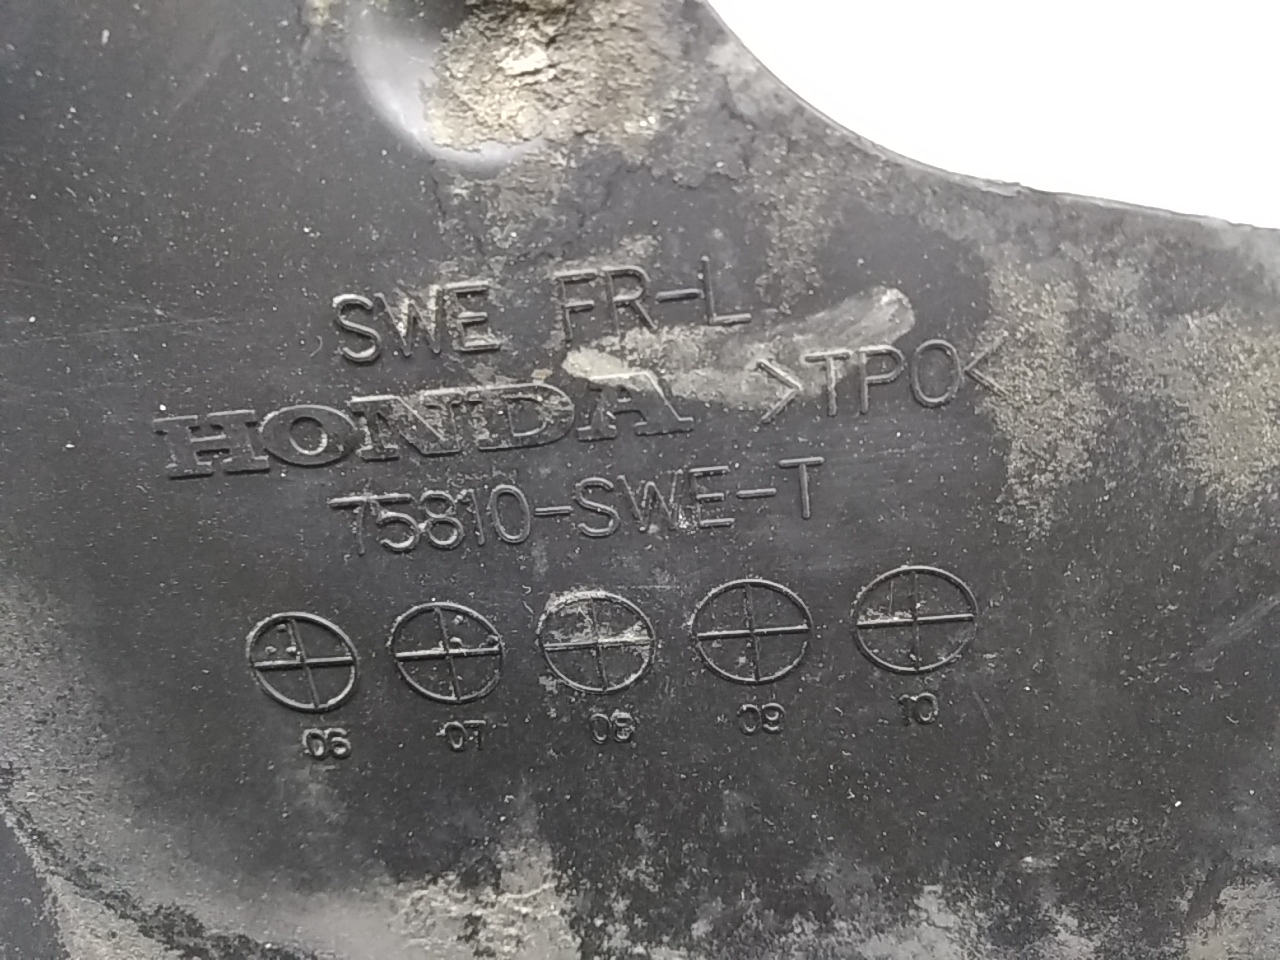 SWE FR-L
HONDA >TPO<
75810-SWE-T
06 07 08 09 10